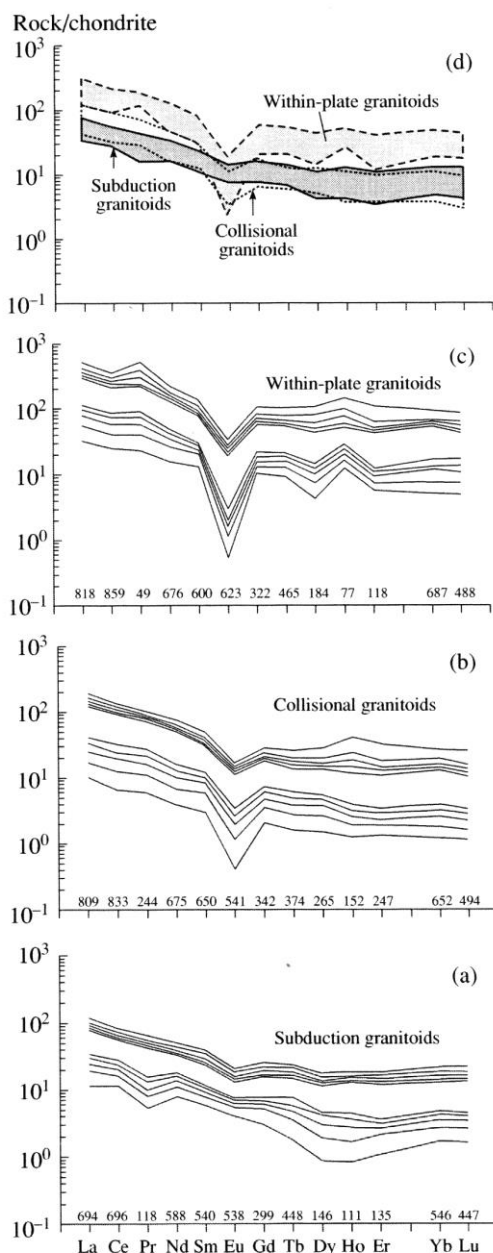 Rock/chondrite
10³
(d)
10²
Within-plate granitoids
10¹
Subduction
granitoids
10⁰
Collisional
granitoids
10⁻¹
10³
(c)
Within-plate granitoids
10²
10¹
10⁰
818 859 49 676 600 623 322 465 184 77 118 687 488
10⁻¹
10³
(b)
Collisional granitoids
10²
10¹
10⁰
809 833 244 675 650 541 342 374 265 152 247 652 494
10⁻¹
10³
(a)
Subduction granitoids
10²
10¹
10⁰
694 696 118 588 540 538 299 448 146 111 135 546 447
10⁻¹
La Ce Pr Nd Sm Eu Gd Tb Dy Ho Er Yb Lu